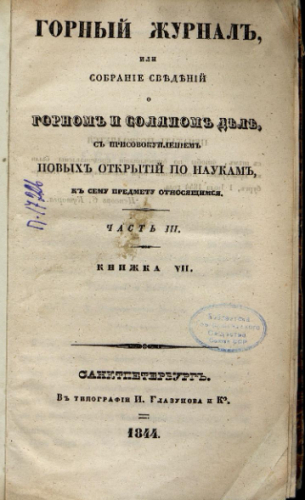 ГОРНЫЙ ЖУРНАЛЪ,
ИЛИ
СОБРАНІЕ СВѢДѢНІЙ
О
ГОРНОМЪ И СОЛЯНОМЪ ДѢЛѢ,
СЪ ПРИСОВОКУПЛЕНІЕМЪ
НОВЫХЪ ОТКРЫТІЙ ПО НАУКАМЪ,
КЪ СЕМУ ПРЕДМЕТУ ОТНОСЯЩИМСЯ.
ЧАСТЬ III.
КНИЖКА VII.
САНКТПЕТЕРБУРГЪ.
ВЪ ТИПОГРАФІИ И. ГЛАЗУНОВА И Кº.
1844.
П-17226